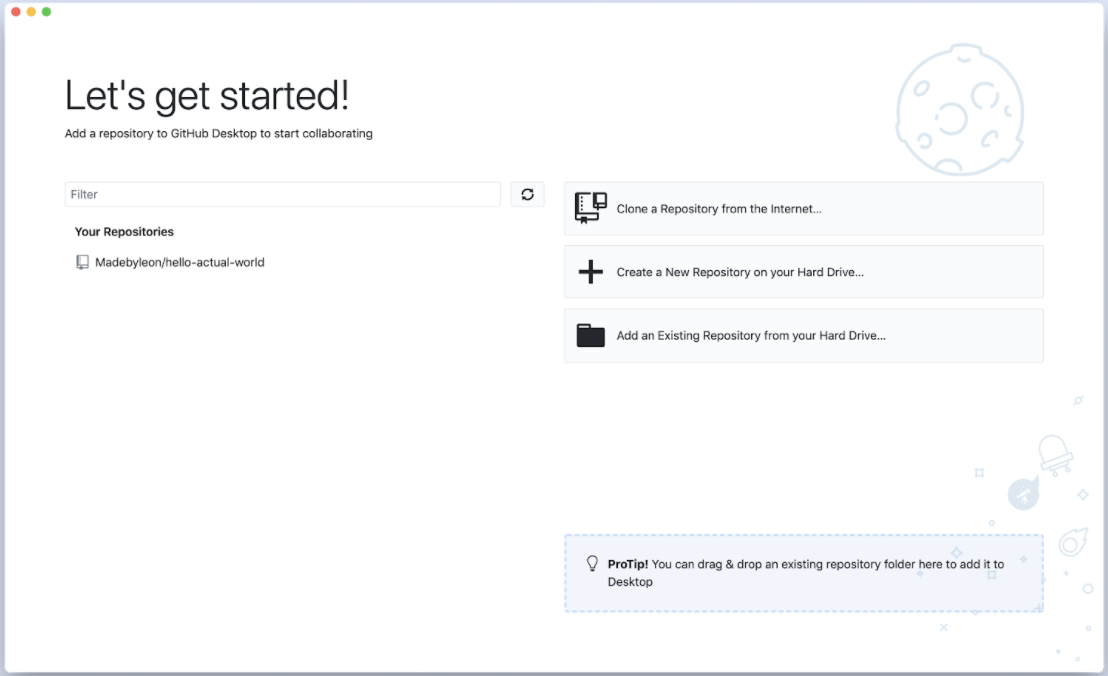 Let's get started!
Add a repository to GitHub Desktop to start collaborating
Filter
Your Repositories
Madebyleon/hello-actual-world
Clone a Repository from the Internet...
Create a New Repository on your Hard Drive...
Add an Existing Repository from your Hard Drive...
ProTip! You can drag & drop an existing repository folder here to add it to
Desktop